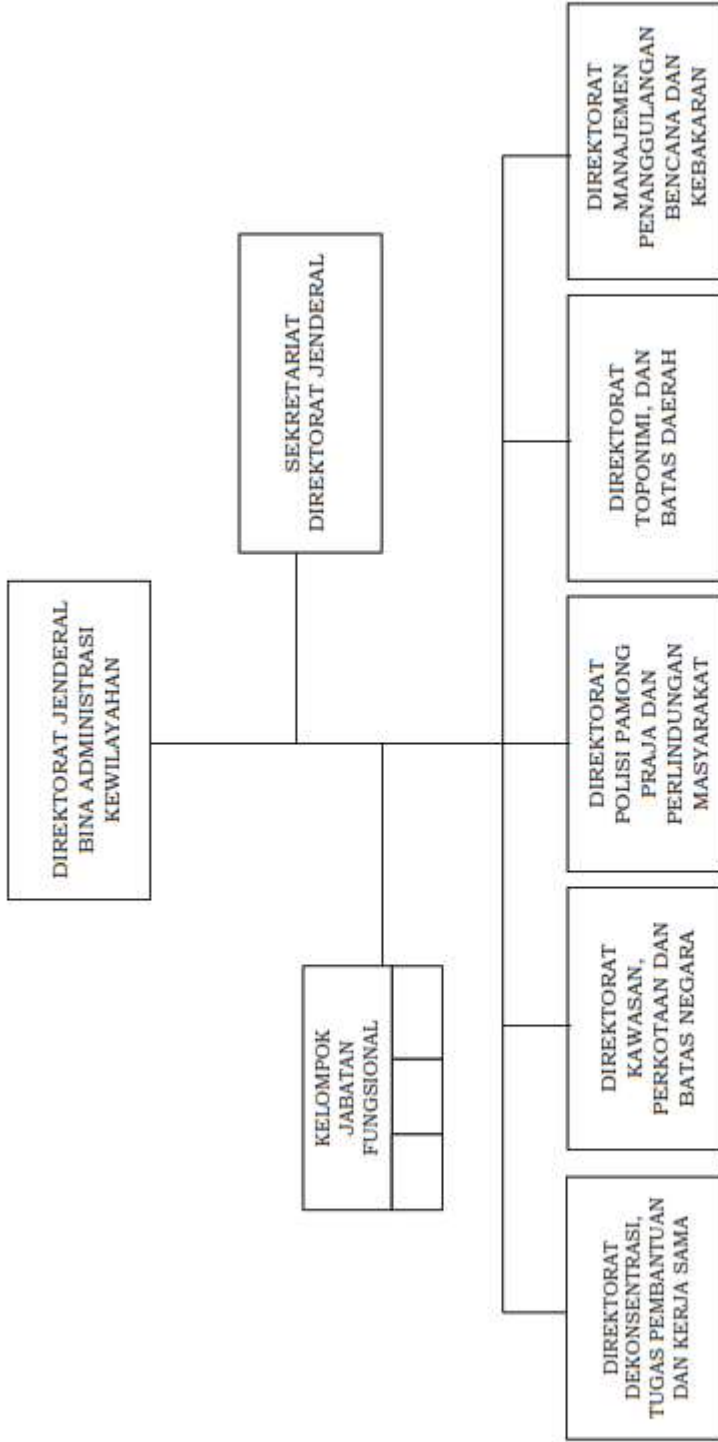 DIREKTORAT JENDERAL
BINA ADMINISTRASI
KEWILAYAHAN
SEKRETARIAT
DIREKTORAT JENDERAL
KELOMPOK
JABATAN
FUNGSIONAL
DIREKTORAT
DEKONSENTRASI,
TUGAS PEMBANTUAN
DAN KERJA SAMA
DIREKTORAT
KAWASAN,
PERKOTAAN DAN
BATAS NEGARA
DIREKTORAT
POLISI PAMONG
PRAJA DAN
PERLINDUNGAN
MASYARAKAT
DIREKTORAT
TOPONIMI, DAN
BATAS DAERAH
DIREKTORAT
MANAJEMEN
PENANGGULANGAN
BENCANA DAN
KEBAKARAN